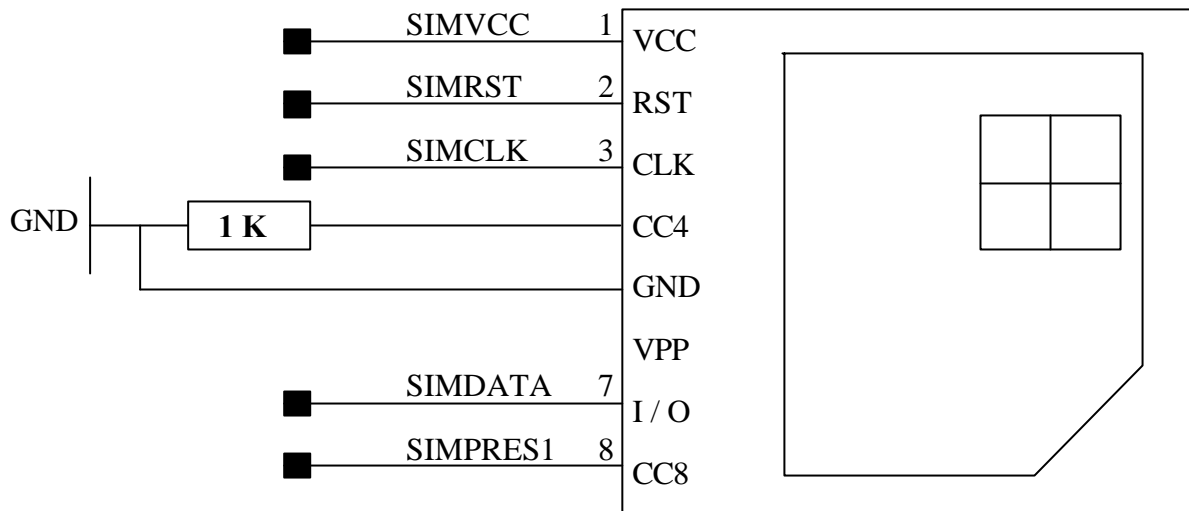 SIMVCC 1 VCC
SIMRST 2 RST
SIMCLK 3 CLK
GND 1 K CC4
GND
VPP
SIMDATA 7 I / O
SIMPRES1 8 CC8